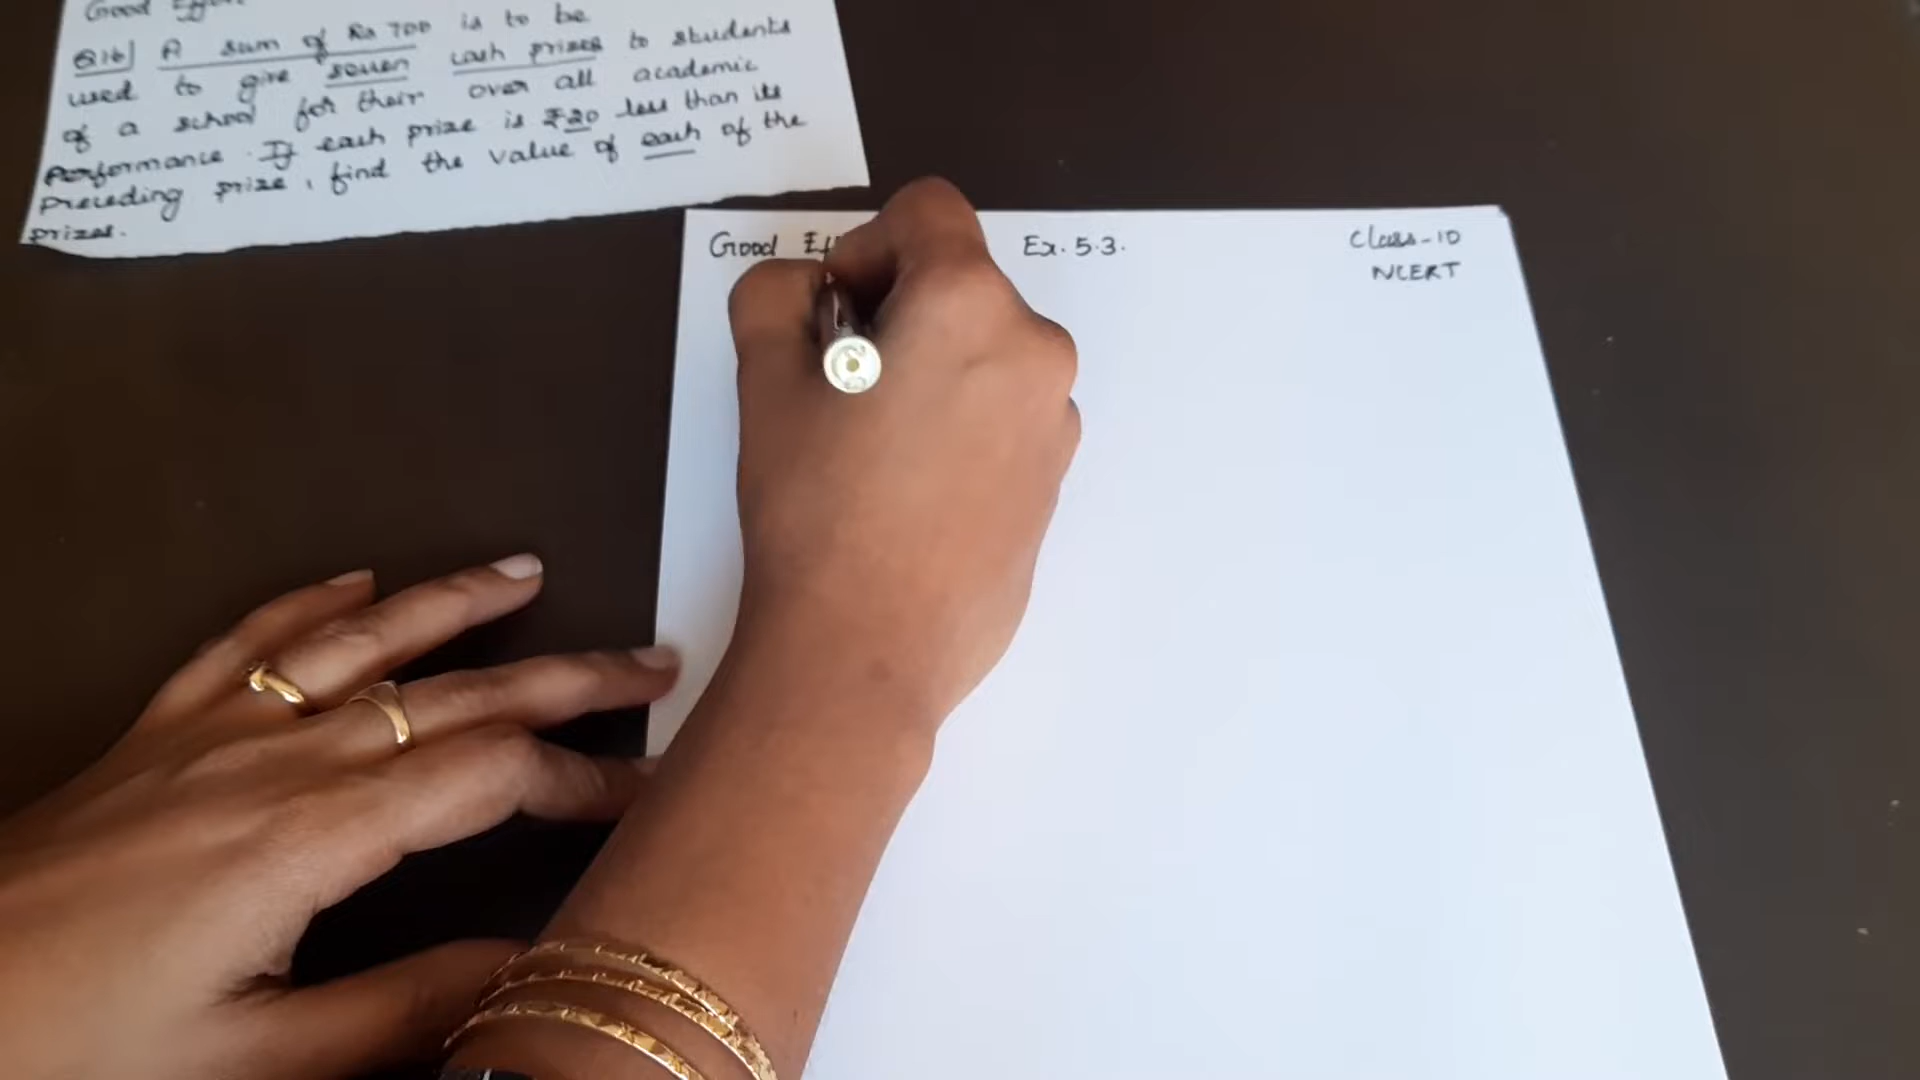 Good Effort
Q16] A sum of Rs 700 is to be
used to give seven cash prizes to students
of a school for their over all academic
Performance. If each prize is ₹20 less than its
Preceding prize, find the value of each of the
prizes.
Good Ex. 5.3. Class-10
NCERT